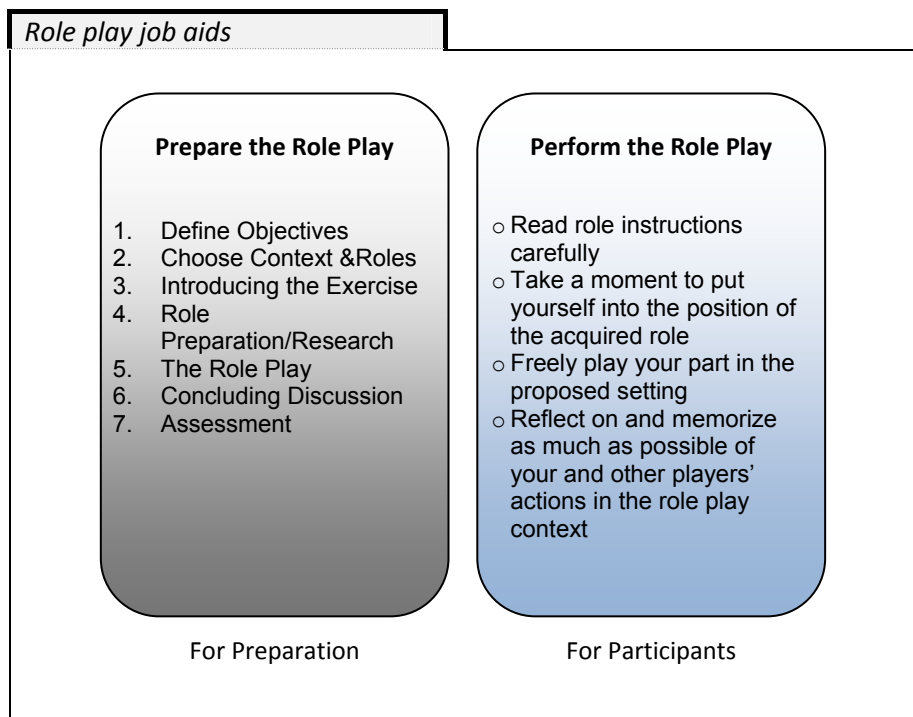 Role play job aids
Prepare the Role Play
1. Define Objectives
2. Choose Context &Roles
3. Introducing the Exercise
4. Role
Preparation/Research
5. The Role Play
6. Concluding Discussion
7. Assessment
For Preparation
Perform the Role Play
○ Read role instructions
carefully
○ Take a moment to put
yourself into the position of
the acquired role
○ Freely play your part in the
proposed setting
○ Reflect on and memorize
as much as possible of
your and other players’
actions in the role play
context
For Participants